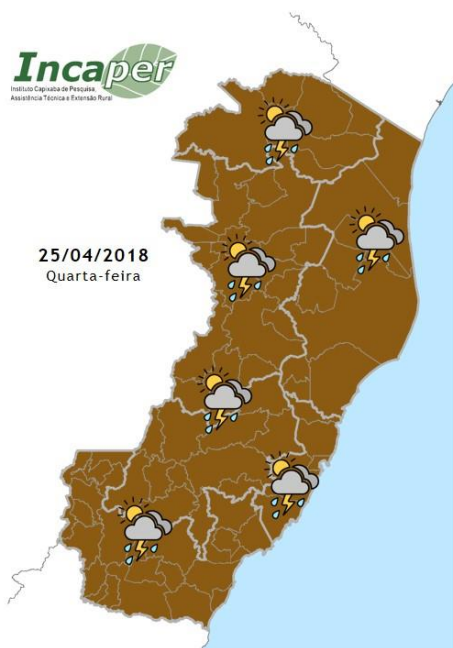 Incaper
Instituto Capixaba de Pesquisa,
Assistência Técnica e Extensão Rural
25/04/2018
Quarta-feira